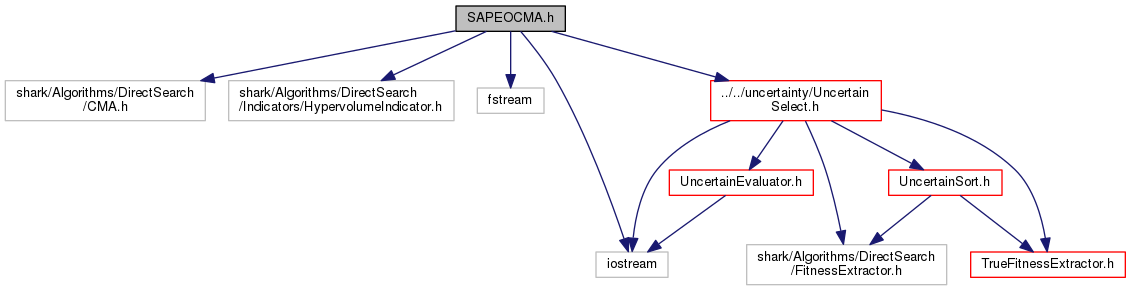 SAPEOCMA.h
shark/Algorithms/DirectSearch
/CMA.h
shark/Algorithms/DirectSearch
/Indicators/HypervolumeIndicator.h
fstream
../../uncertainty/Uncertain
Select.h
UncertainEvaluator.h
UncertainSort.h
iostream
shark/Algorithms/DirectSearch
/FitnessExtractor.h
TrueFitnessExtractor.h